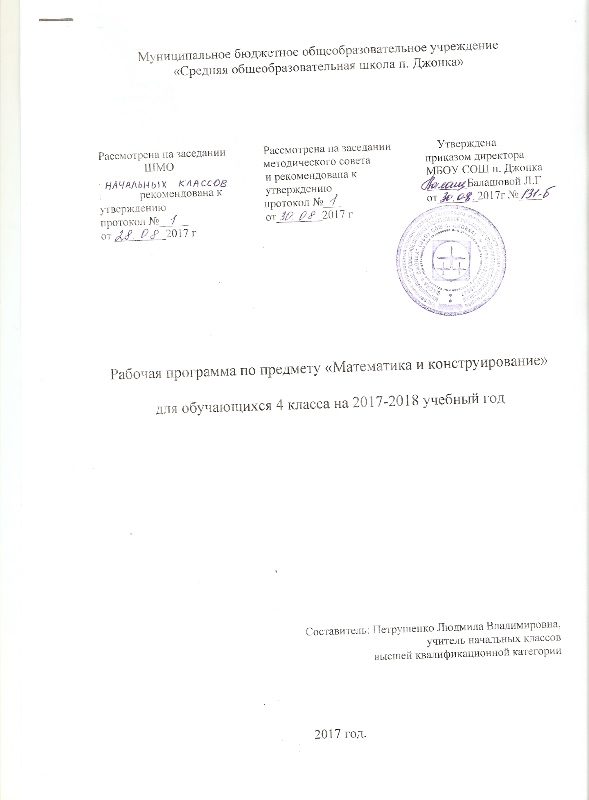 Муниципальное бюджетное общеобразовательное учреждение
«Средняя общеобразовательная школа п. Джонка»
Рассмотрена на заседании
ШМО
НАЧАЛЬНЫХ КЛАССОВ
рекомендована к
утверждению
протокол № 1
от 28 08 2017 г
Рассмотрена на заседании
методического совета
и рекомендована к
утверждению
протокол № 1
от 30 08 2017 г
Утверждена
приказом директора
МБОУ СОШ п. Джонка
Балашовой Л.Г
от 30.08. 2017г № 131-Б
Рабочая программа по предмету «Математика и конструирование»
для обучающихся 4 класса на 2017-2018 учебный год
Составитель: Петрушенко Людмила Владимировна,
учитель начальных классов
высшей квалификационной категории
2017 год.